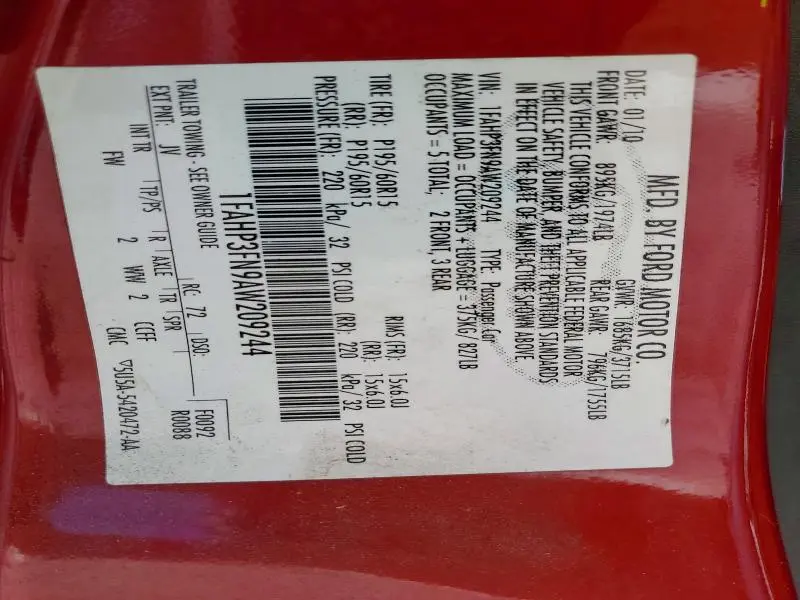 MFD. BY FORD MOTOR CO.
DATE: 01/10 GVWR: 1685KG/3715LB
FRONT GAWR: 895KG/1974LB REAR GAWR: 796KG/1755LB
THIS VEHICLE CONFORMS TO ALL APPLICABLE FEDERAL MOTOR
VEHICLE SAFETY, BUMPER, AND THEFT PREVENTION STANDARDS
IN EFFECT ON THE DATE OF MANUFACTURE SHOWN ABOVE.
VIN: 1FAHP3FN9AW209244 TYPE: Passenger Car
MAXIMUM LOAD = OCCUPANTS + LUGGAGE = 375KG/827LB
OCCUPANTS = 5 TOTAL, 2 FRONT, 3 REAR
TIRE (FR): P195/60R15 RIMS (FR): 15x6.0J
(RR): P195/60R15 (RR): 15x6.0J
PRESSURE (FR): 220 kPa/ 32 PSI COLD (RR): 220 kPa/ 32 PSI COLD
1FAHP3FN9AW209244
TRAILER TOWING - SEE OWNER GUIDE
EXT PNT: JV RC: 72 DSO: F0092
R0088
INT TR TP/PS R AXLE TR SPR
FW 2 WW 2 CCFF
CNC V5U5A-5420472-AA